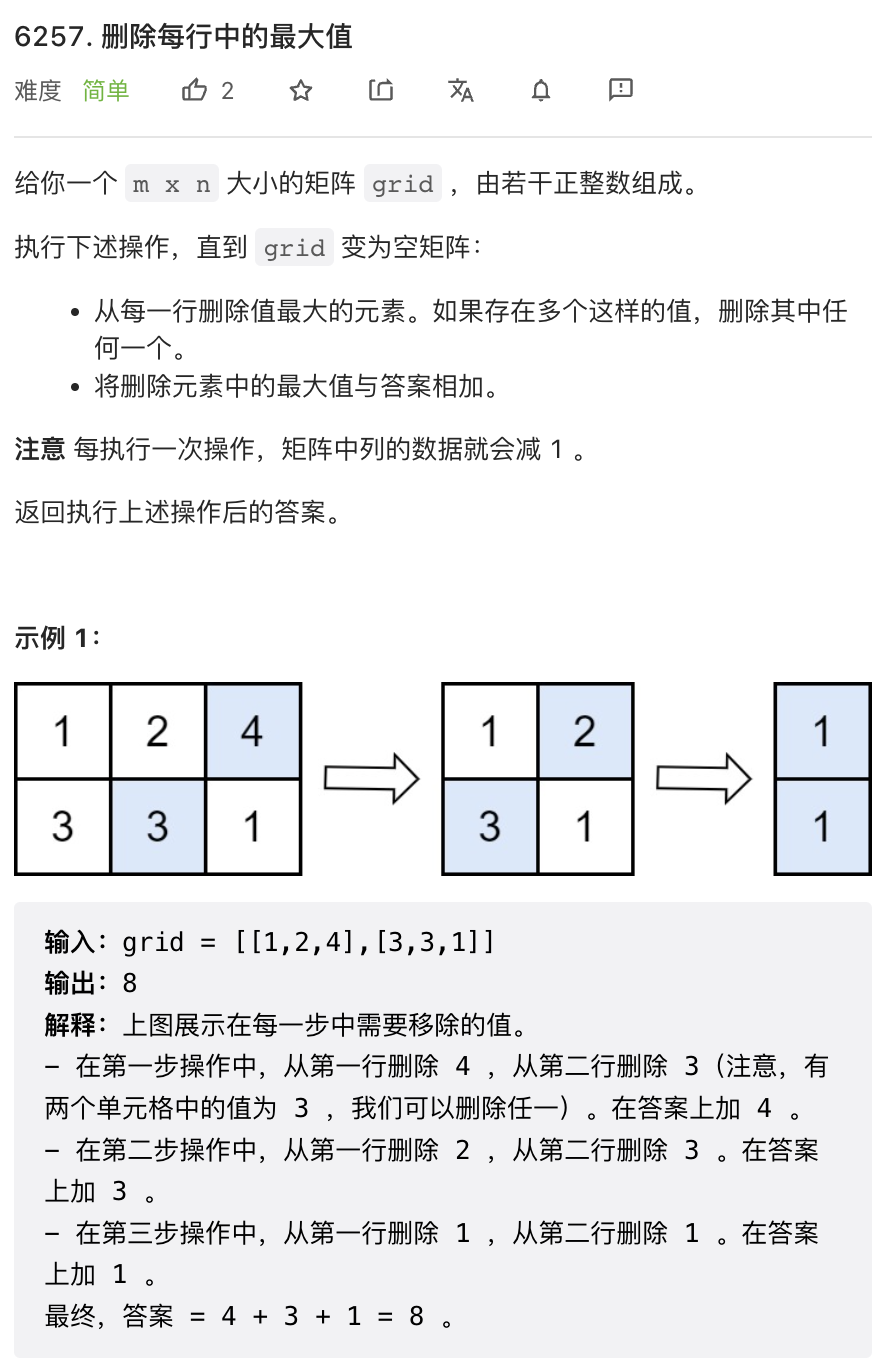 6257. 删除每行中的最大值
难度 简单 2
给你一个 m x n 大小的矩阵 grid ，由若干正整数组成。
执行下述操作，直到 grid 变为空矩阵：
• 从每一行删除值最大的元素。如果存在多个这样的值，删除其中任
何一个。
• 将删除元素中的最大值与答案相加。
注意 每执行一次操作，矩阵中列的数据就会减 1 。
返回执行上述操作后的答案。
示例 1：
1 2 4 1 2 1
3 3 1 3 1 1
输入：grid = [[1,2,4],[3,3,1]]
输出：8
解释：上图展示在每一步中需要移除的值。
- 在第一步操作中，从第一行删除 4 ，从第二行删除 3（注意，有
两个单元格中的值为 3 ，我们可以删除任一）。在答案上加 4 。
- 在第二步操作中，从第一行删除 2 ，从第二行删除 3 。在答案
上加 3 。
- 在第三步操作中，从第一行删除 1 ，从第二行删除 1 。在答案
上加 1 。
最终，答案 = 4 + 3 + 1 = 8 。